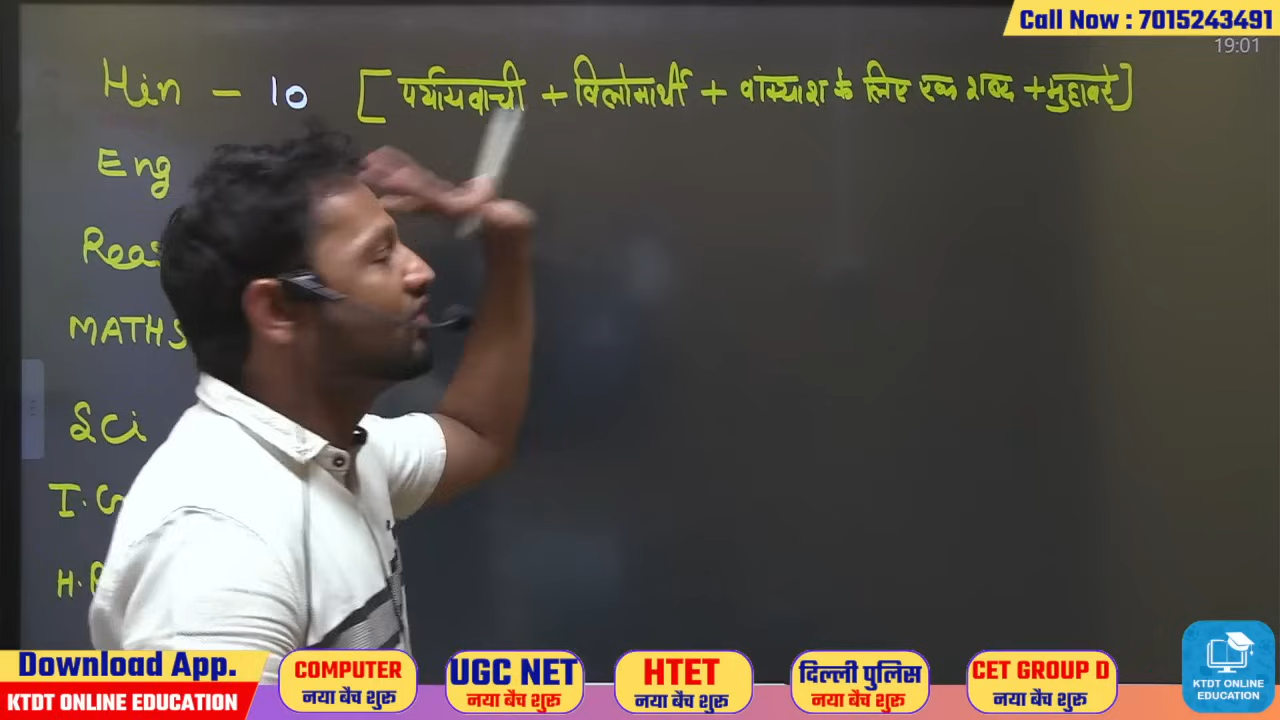 Call Now : 7015243491
19:01
Hin - 10 [पर्यायवाची + विलोमार्थी + वांक्याश के लिए एक शब्द + मुहावरे]
Eng
Reas
MATHS
Sci
I.G
H.
Download App.
KTDT ONLINE EDUCATION
COMPUTER
नया बैच शुरू
UGC NET
नया बैच शुरू
HTET
नया बैच शुरू
दिल्ली पुलिस
नया बैच शुरू
CET GROUP D
नया बैच शुरू
KTDT ONLINE
EDUCATION